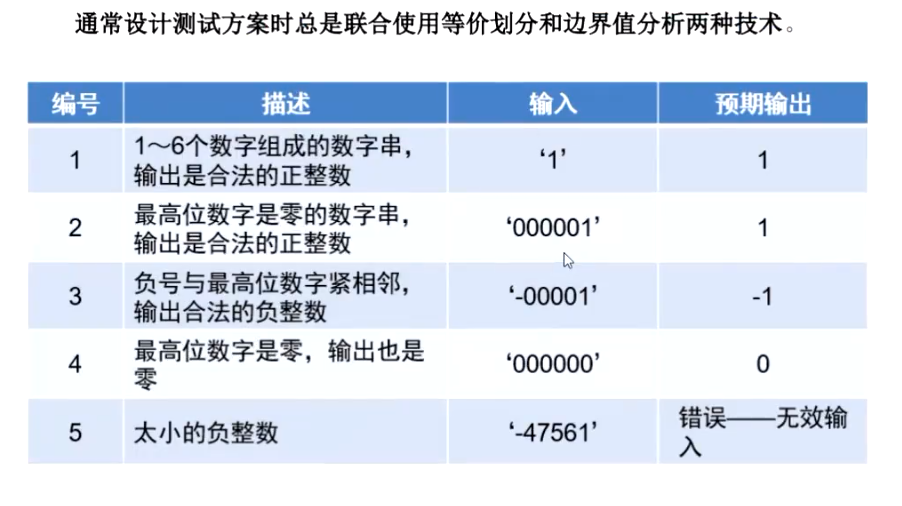 通常设计测试方案时总是联合使用等价划分和边界值分析两种技术。
编号 描述 输入 预期输出
1 1～6个数字组成的数字串，
输出是合法的正整数 ‘1’ 1
2 最高位数字是零的数字串，
输出是合法的正整数 ‘000001’ 1
3 负号与最高位数字紧相邻，
输出合法的负整数 ‘-00001’ -1
4 最高位数字是零，输出也是
零 ‘000000’ 0
5 太小的负整数 ‘-47561’ 错误——无效输
入